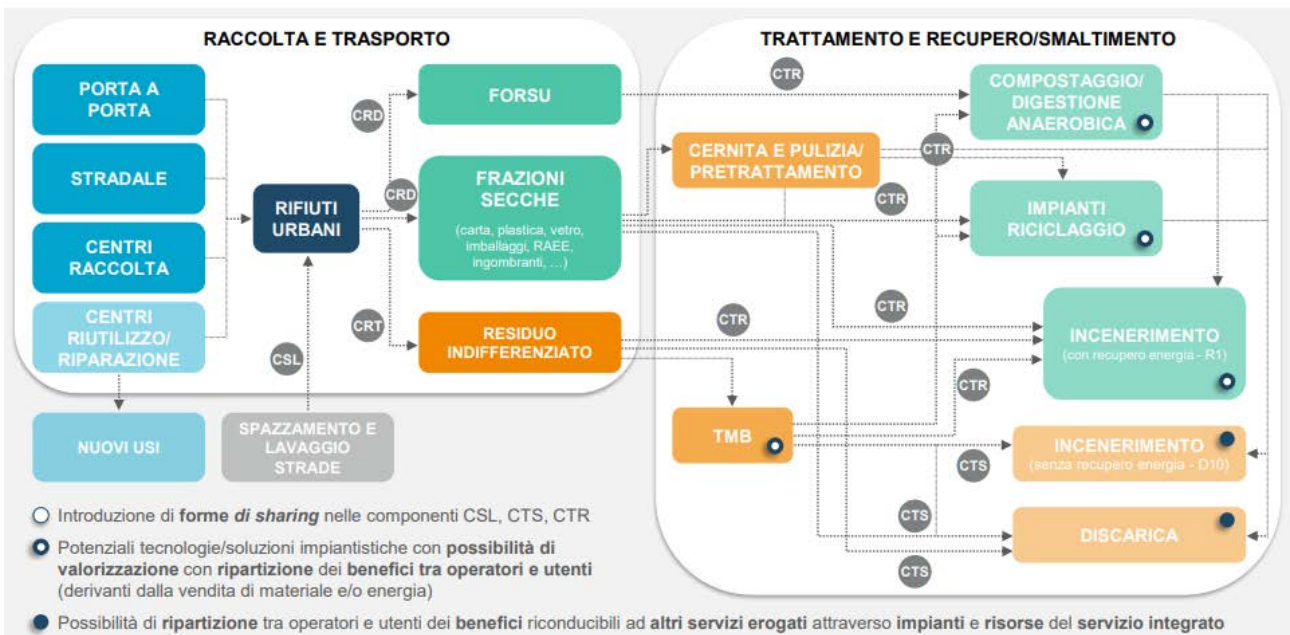 RACCOLTA E TRASPORTO
PORTA A
PORTA
STRADALE
CENTRI
RACCOLTA
CENTRI
RIUTILIZZO/
RIPARAZIONE
NUOVI USI
RIFIUTI
URBANI
CSL
SPAZZAMENTO E
LAVAGGIO
STRADE
CRD
CRD
CRT
FORSU
FRAZIONI
SECCHE
(carta, plastica, vetro,
imballaggi, RAEE,
ingombranti, ...)
RESIDUO
INDIFFERENZIATO
TRATTAMENTO E RECUPERO/SMALTIMENTO
CTR
CERNITA E PULIZIA/
PRETRATTAMENTO
CTR
CTR
CTR
CTR
CTR
TMB
CTS
CTS
CTS
COMPOSTAGGIO/
DIGESTIONE
ANAEROBICA
IMPIANTI
RICICLAGGIO
INCENERIMENTO
(con recupero energia - R1)
INCENERIMENTO
(senza recupero energia - D10)
DISCARICA
Introduzione di forme di sharing nelle componenti CSL, CTS, CTR
Potenziali tecnologie/soluzioni impiantistiche con possibilità di
valorizzazione con ripartizione dei benefici tra operatori e utenti
(derivanti dalla vendita di materiale e/o energia)
Possibilità di ripartizione tra operatori e utenti dei benefici riconducibili ad altri servizi erogati attraverso impianti e risorse del servizio integrato